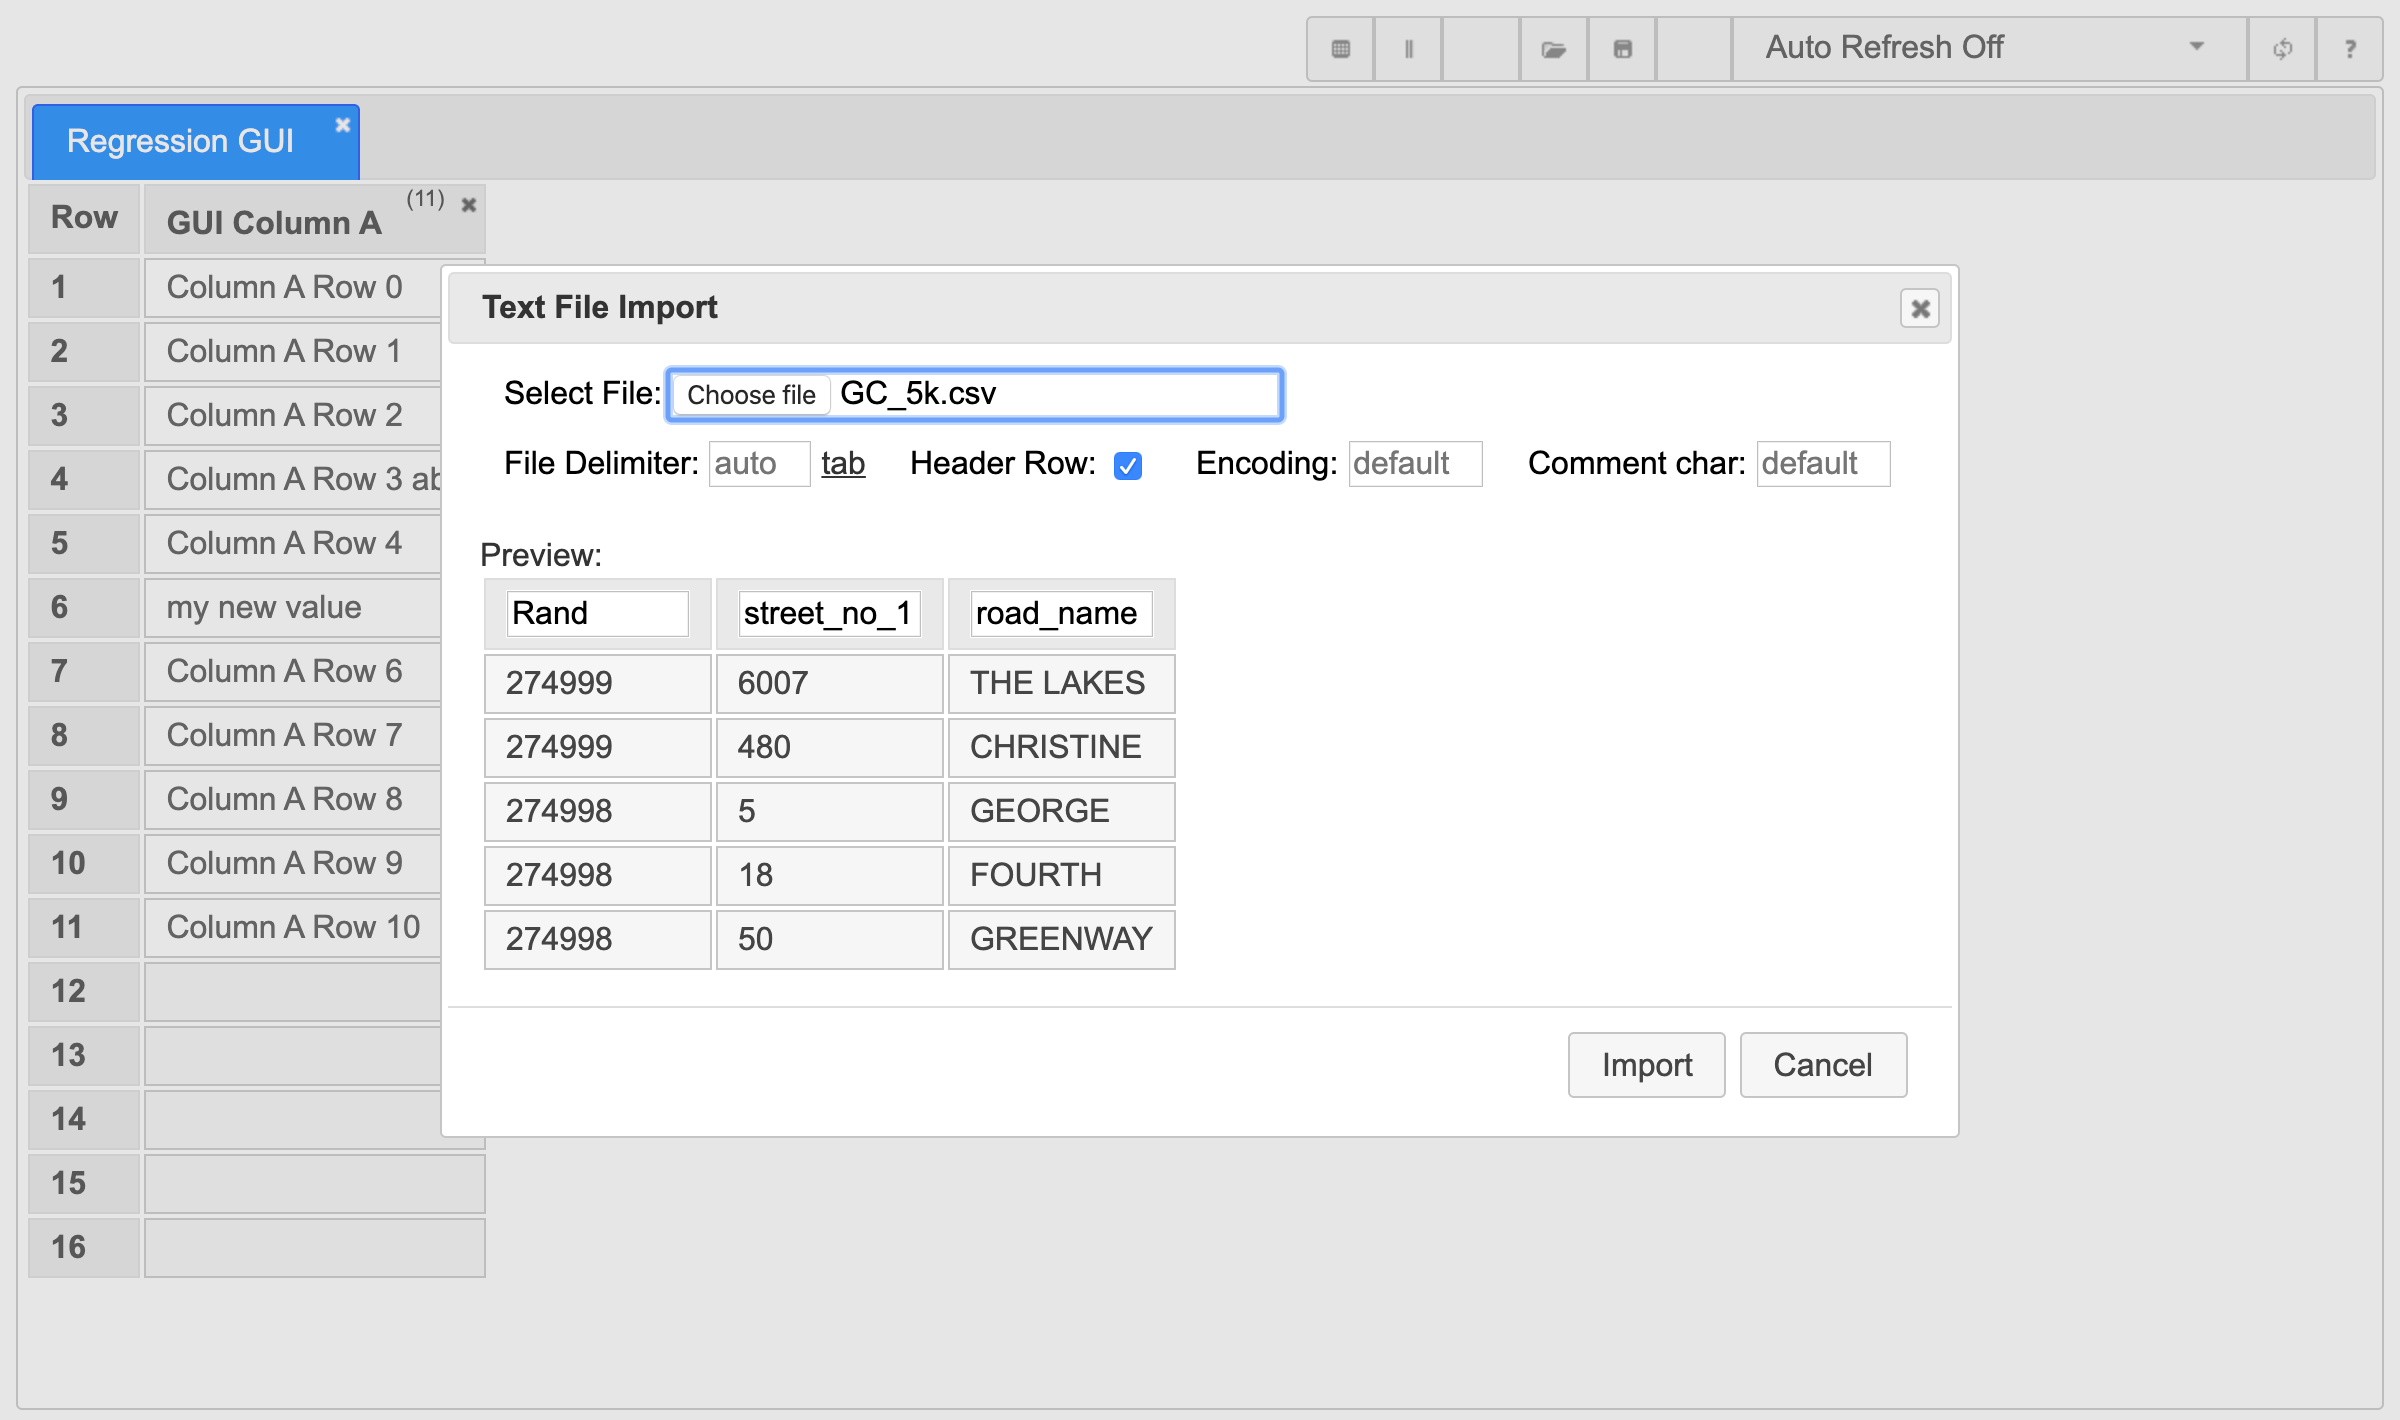 Auto Refresh Off ?
Regression GUI
Row GUI Column A (11)
1 Column A Row 0
2 Column A Row 1
3 Column A Row 2
4 Column A Row 3
5 Column A Row 4
6 my new value
7 Column A Row 6
8 Column A Row 7
9 Column A Row 8
10 Column A Row 9
11 Column A Row 10
12
13
14
15
16
Text File Import
Select File: Choose file GC_5k.csv
File Delimiter: auto tab Header Row: Encoding: default Comment char: default
Preview:
Rand street_no_1 road_name
274999 6007 THE LAKES
274999 480 CHRISTINE
274998 5 GEORGE
274998 18 FOURTH
274998 50 GREENWAY
Import Cancel